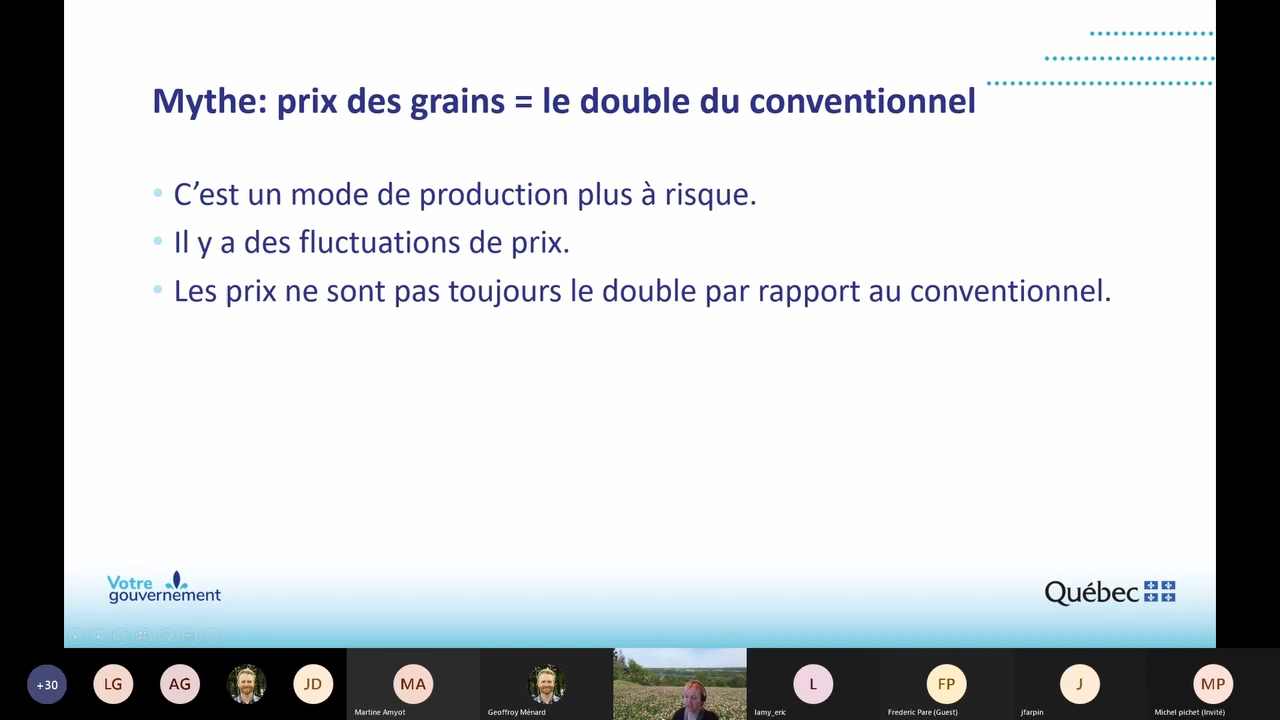 Mythe: prix des grains = le double du conventionnel
• C’est un mode de production plus à risque.
• Il y a des fluctuations de prix.
• Les prix ne sont pas toujours le double par rapport au conventionnel.
Votre
gouvernement
Québec
+30
LG
AG
JD
MA
L
FP
J
MP
Martine Amyot
Geoffroy Ménard
lamy_eric
Frederic Pare (Guest)
jfarpin
Michel pichet (Invité)